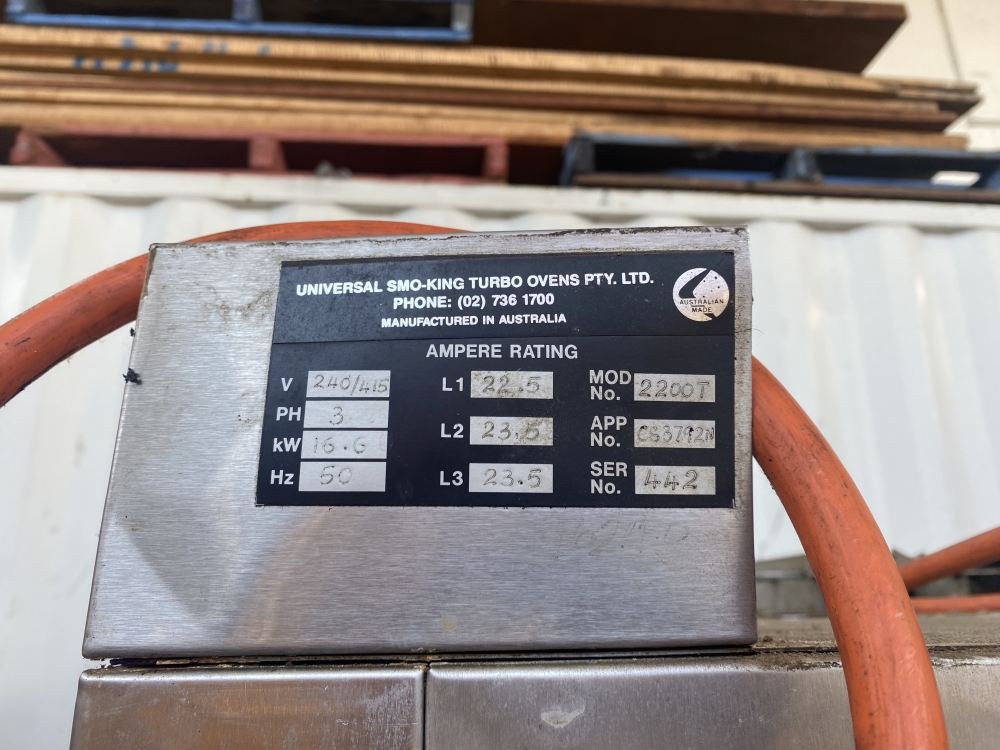 UNIVERSAL SMO-KING TURBO OVENS PTY. LTD.
PHONE: (02) 736 1700
MANUFACTURED IN AUSTRALIA
AUSTRALIAN
MADE
AMPERE RATING
V 240/415 L1 22.5 MOD No. 2200T
PH 3 L2 23.5 APP No. CS3792N
kW 16.6 L3 23.5 SER No. 442
Hz 50